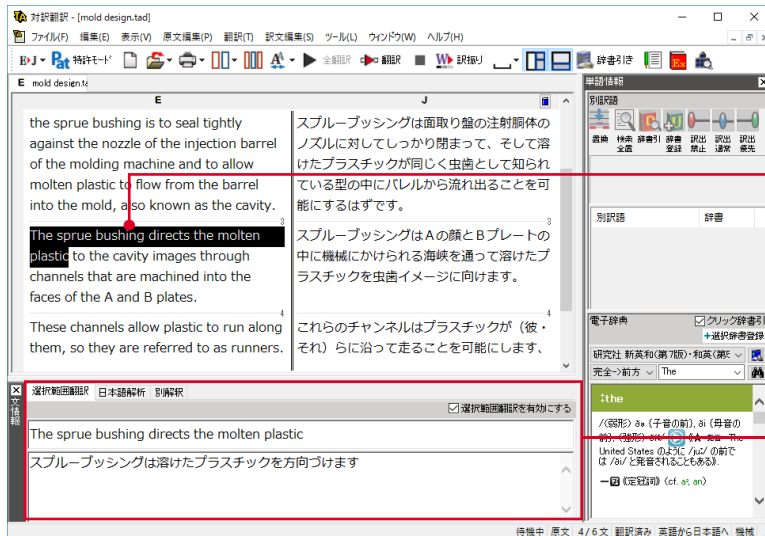 対訳翻訳 - [mold design.tad]
ファイル(F) 編集(E) 表示(V) 原文編集(P) 翻訳(T) 訳文編集(S) ツール(L) ウィンドウ(W) ヘルプ(H)
E›J Pat 特許モード 全翻訳 翻訳 訳振り 辞書引き Ex
E mold design.ta
E
the sprue bushing is to seal tightly
against the nozzle of the injection barrel
of the molding machine and to allow
molten plastic to flow from the barrel
into the mold, also known as the cavity.
3
The sprue bushing directs the molten
plastic to the cavity images through
channels that are machined into the
faces of the A and B plates.
4
These channels allow plastic to run along
them, so they are referred to as runners.
J
スプルーブッシングは面取り盤の注射胴体の
ノズルに対してしっかり閉まって、そして溶
けたプラスチックが同じく虫歯として知られ
ている型の中にバレルから流れ出ることを可
能にするはずです。
3
スプルーブッシングはAの顔とBプレートの
中に機械にかけられる海峡を通って溶けたプ
ラスチックを虫歯イメージに向けます。
4
これらのチャンネルはプラスチックが（彼・
それ）らに沿って走ることを可能にします、
単語情報
別訳語
置換 検索 辞書引 辞書 訳出 訳出 訳出
全置 登録 禁止 通常 優先
別訳語 辞書
電子辞典 クリック辞書引
+選択辞書登録
研究社 新英和(第7版)・和英(第5
完全->前方 The
:the
/(弱形) ðə (子音の前), ði (母音の
United States のように /juː/ の前で
は /ði/ と発音されることもある).
《定冠詞》 (cf. a², an)
文情報
選択範囲翻訳 日本語解析 別解釈
選択範囲翻訳を有効にする
The sprue bushing directs the molten plastic
スプルーブッシングは溶けたプラスチックを方向づけます
待機中 原文 4/6文 翻訳済み 英語から日本語へ 機械